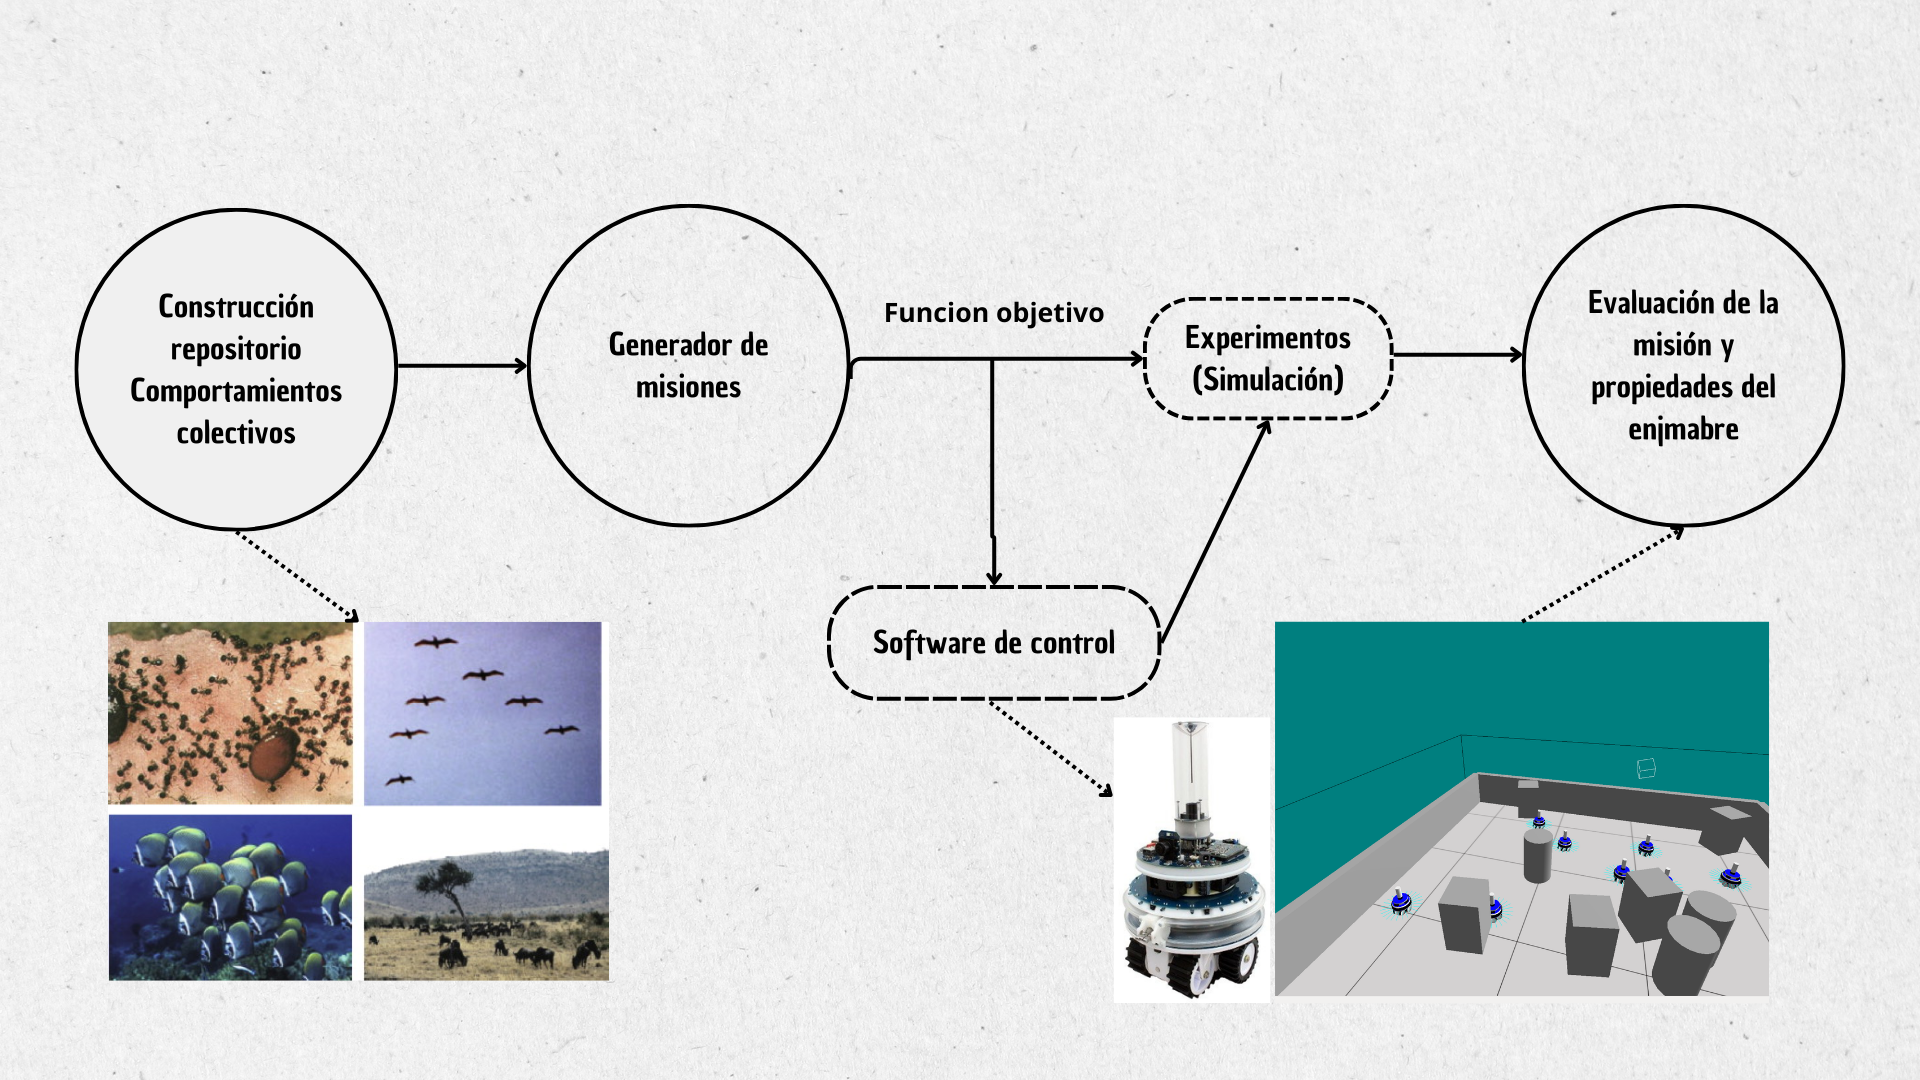 Construcción
repositorio
Comportamientos
colectivos
Generador de
misiones
Funcion objetivo
Experimentos
(Simulación)
Evaluación de la
misión y
propiedades del
enjmabre
Software de control